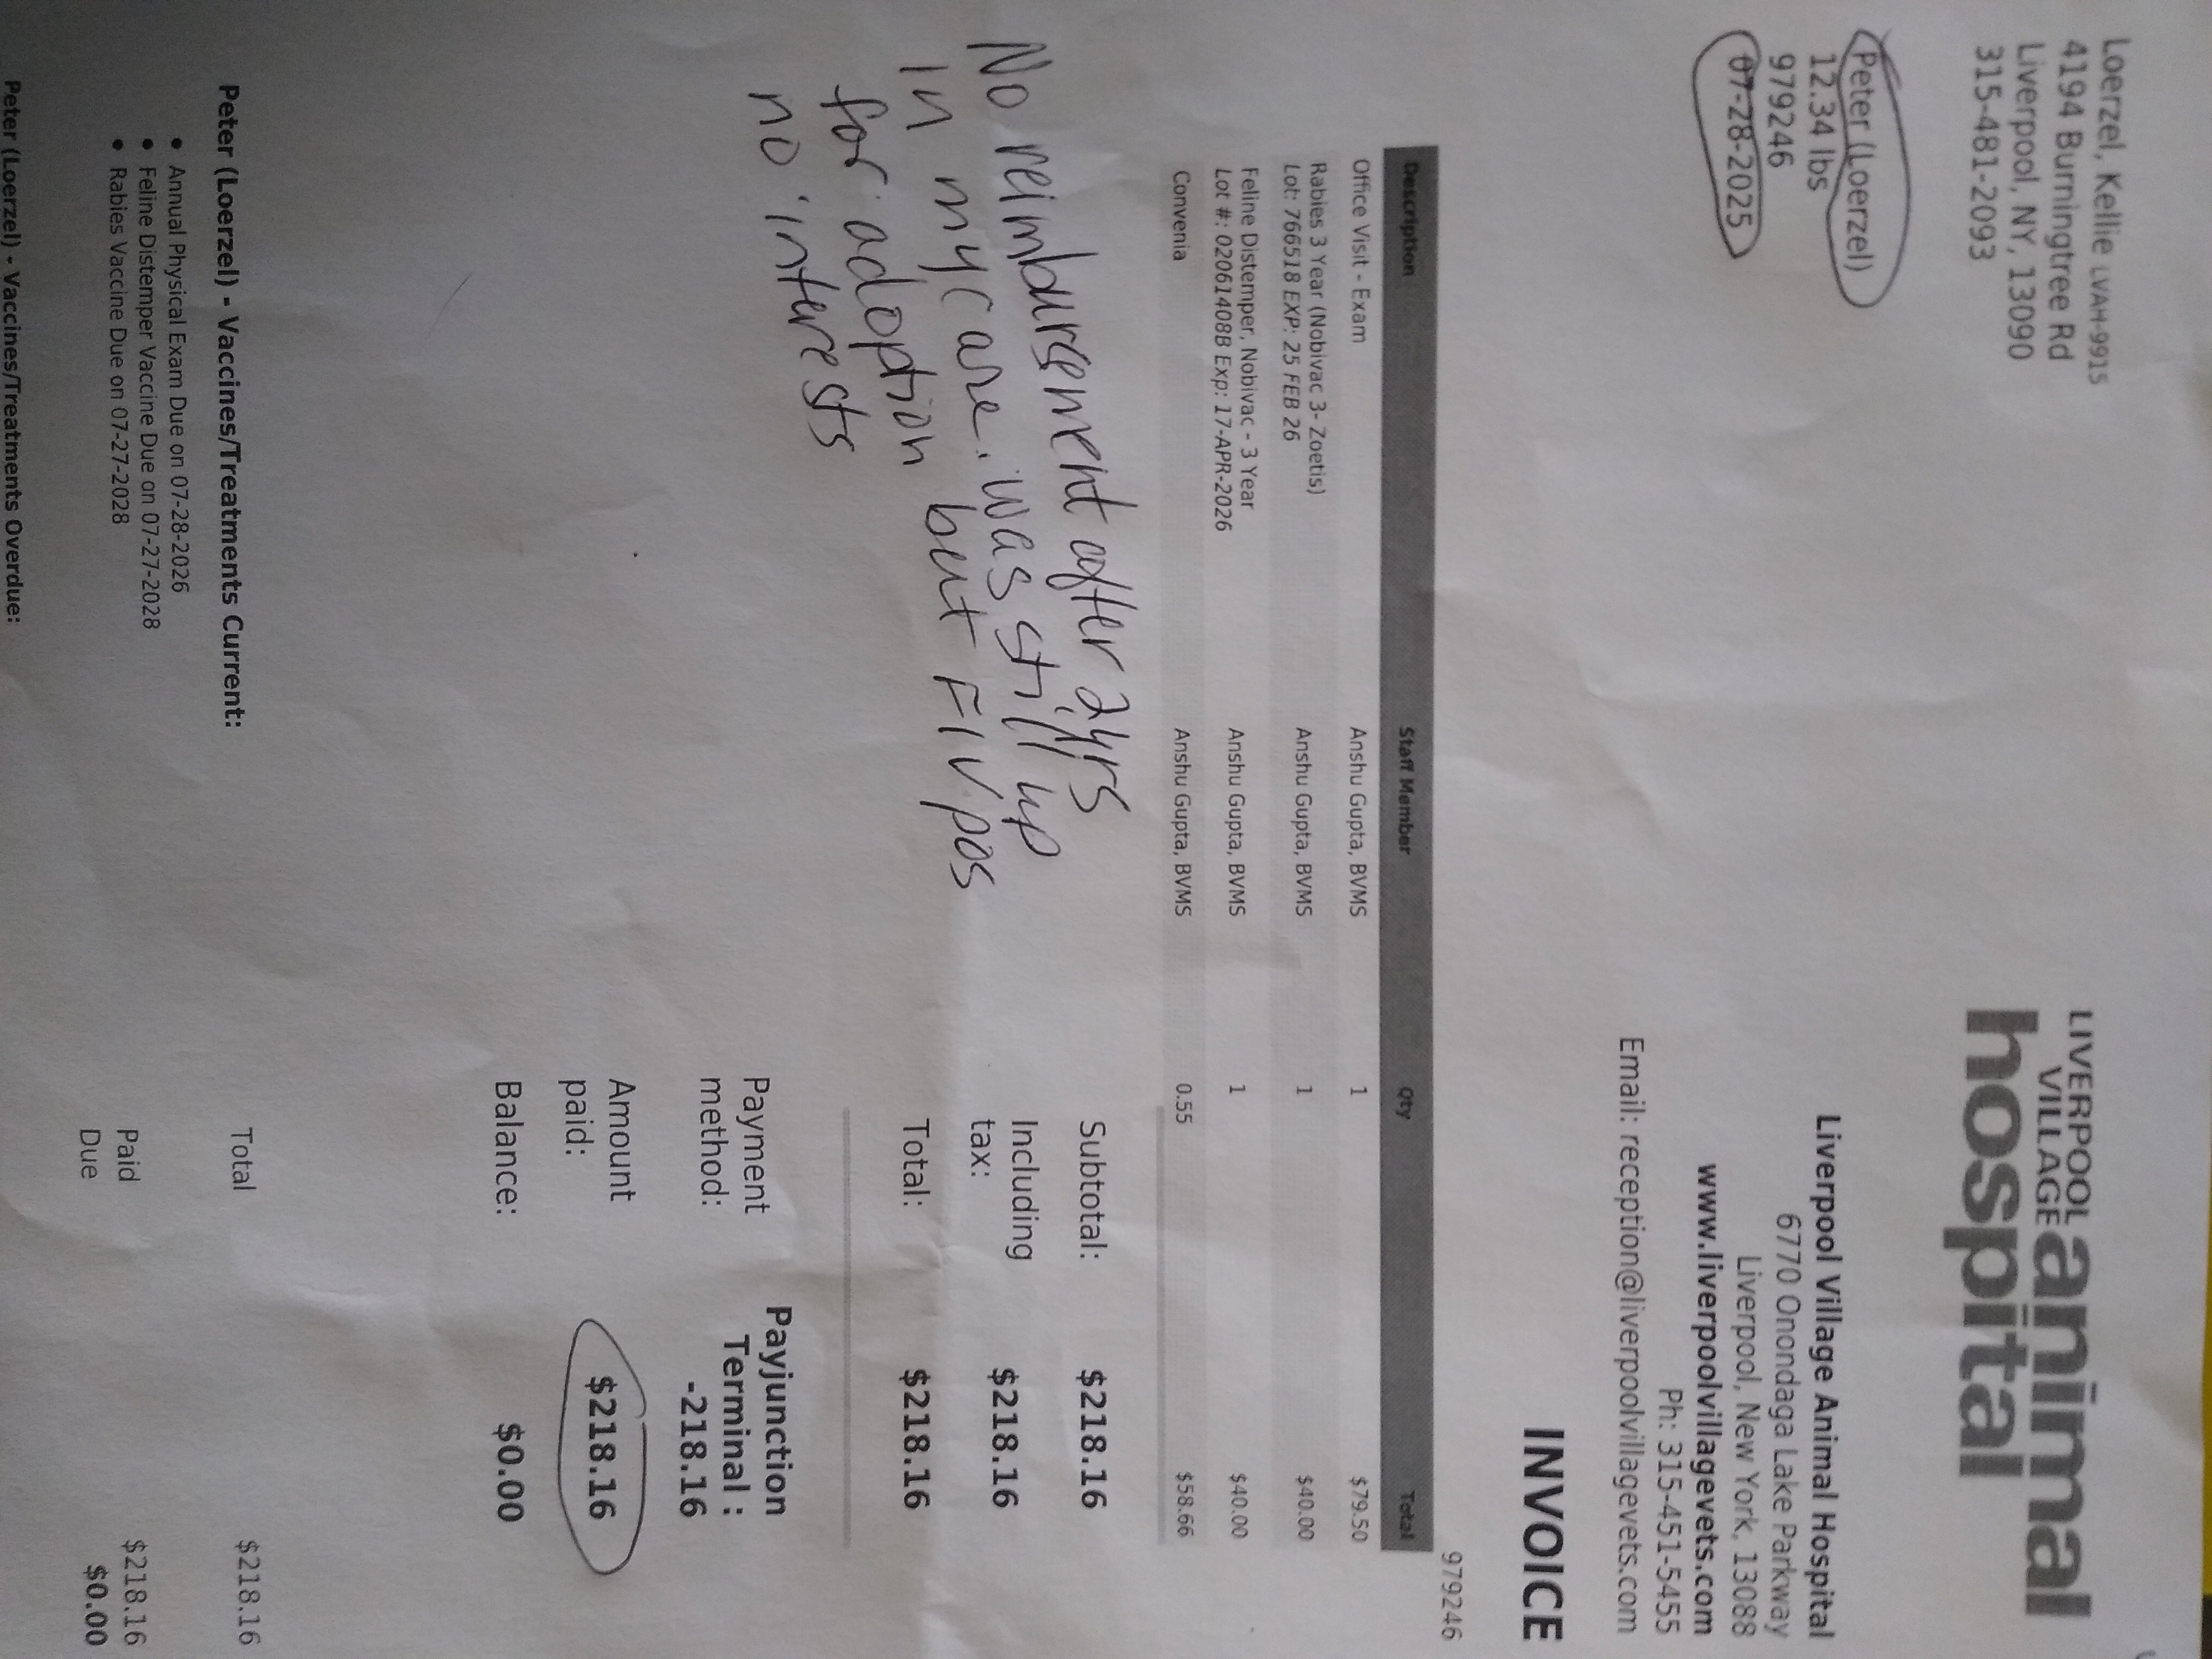 LIVERPOOL
VILLAGE animal
hospital
Loerzel, Kellie LVAH-9915
4194 Burningtree Rd
Liverpool, NY, 13090
315-481-2093
Peter (Loerzel)
12.34 lbs
979246
07-28-2025
Liverpool Village Animal Hospital
6770 Onondaga Lake Parkway
Liverpool, New York, 13088
www.liverpoolvillagevets.com
Ph: 315-451-5455
Email: reception@liverpoolvillagevets.com
INVOICE
979246
Description Staff Member Qty Total
Office Visit - Exam Anshu Gupta, BVMS 1 $79.50
Rabies 3 Year (Nobivac 3- Zoetis) Anshu Gupta, BVMS 1 $40.00
Lot: 766518 EXP: 25 FEB 26
Feline Distemper, Nobivac - 3 Year Anshu Gupta, BVMS 1 $40.00
Lot #: 02061408B Exp: 17-APR-2026
Convenia Anshu Gupta, BVMS 0.55 $58.66
No reimbursement after 2yrs
in my care. was still up
for adoption but FIV/pos
no interests
Subtotal: $218.16
Including tax: $218.16
Total: $218.16
Payment method: Payjunction Terminal : -218.16
Amount paid: $218.16
Balance: $0.00
Peter (Loerzel) - Vaccines/Treatments Current:
• Annual Physical Exam Due on 07-28-2026
• Feline Distemper Vaccine Due on 07-27-2028
• Rabies Vaccine Due on 07-27-2028
Total $218.16
Paid $218.16
Due $0.00
Peter (Loerzel) - Vaccines/Treatments Overdue: